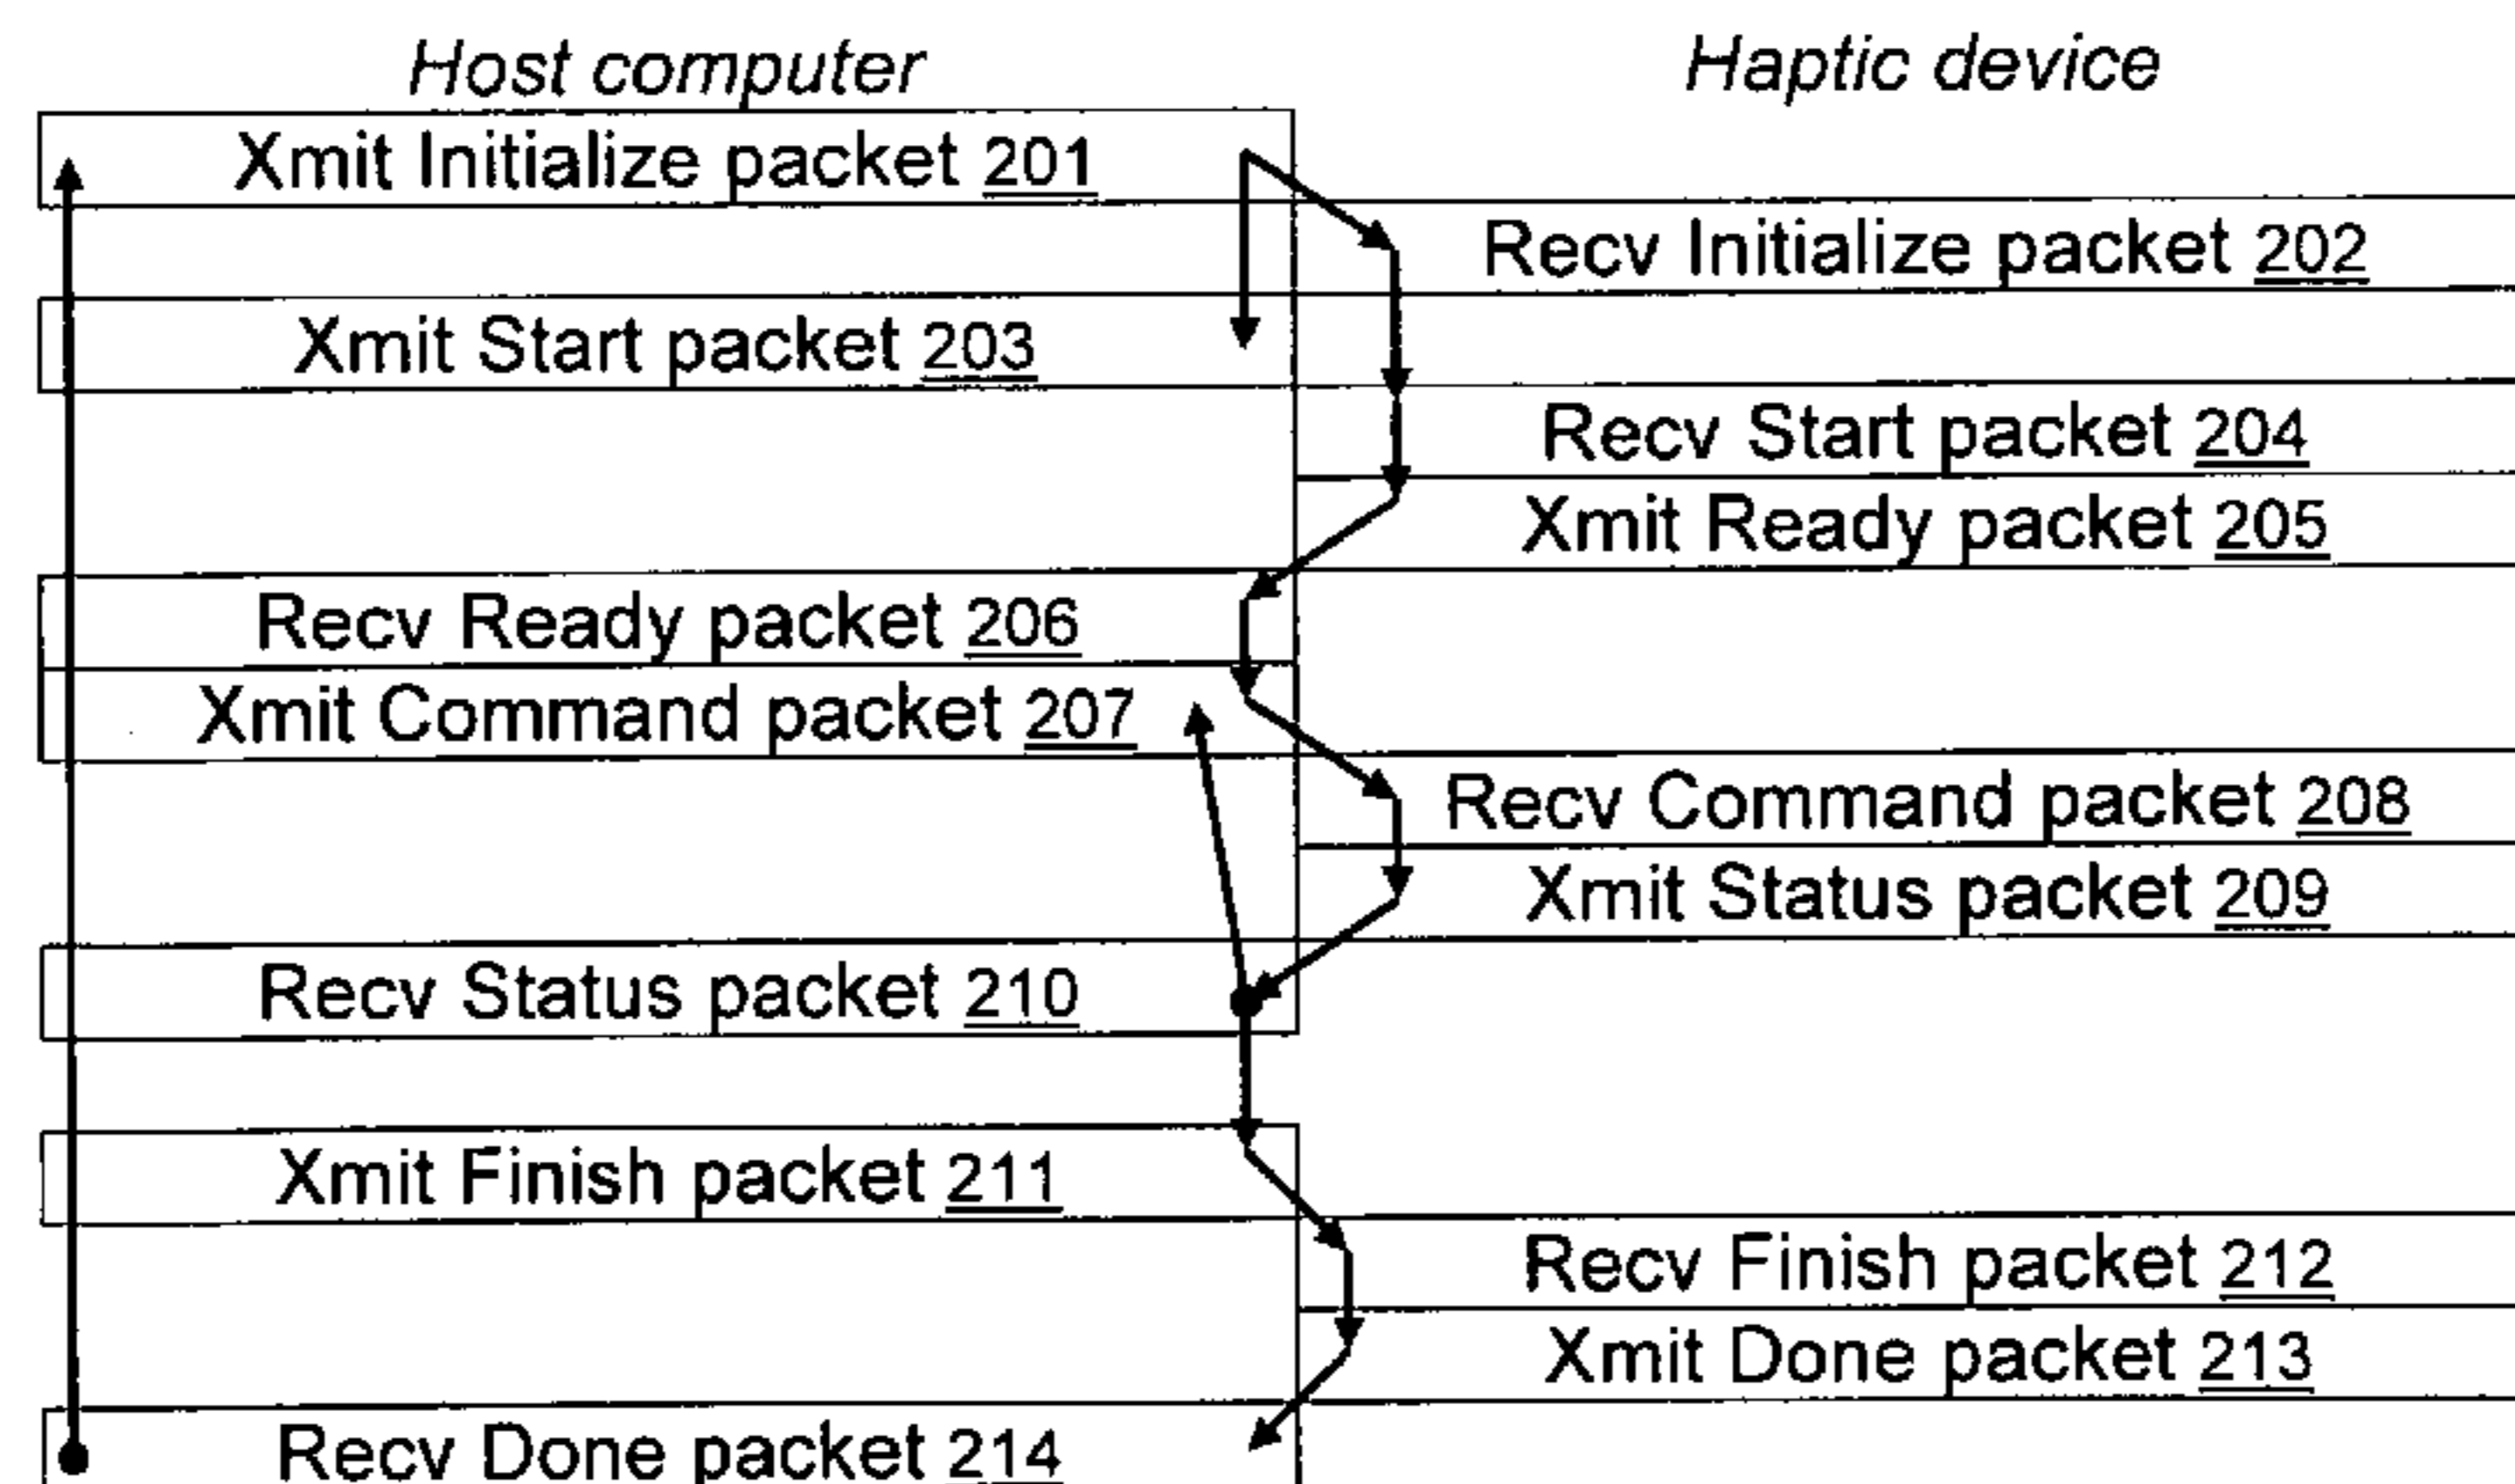 Host computer
Haptic device
Xmit Initialize packet 201
Recv Initialize packet 202
Xmit Start packet 203
Recv Start packet 204
Xmit Ready packet 205
Recv Ready packet 206
Xmit Command packet 207
Recv Command packet 208
Xmit Status packet 209
Recv Status packet 210
Xmit Finish packet 211
Recv Finish packet 212
Xmit Done packet 213
Recv Done packet 214